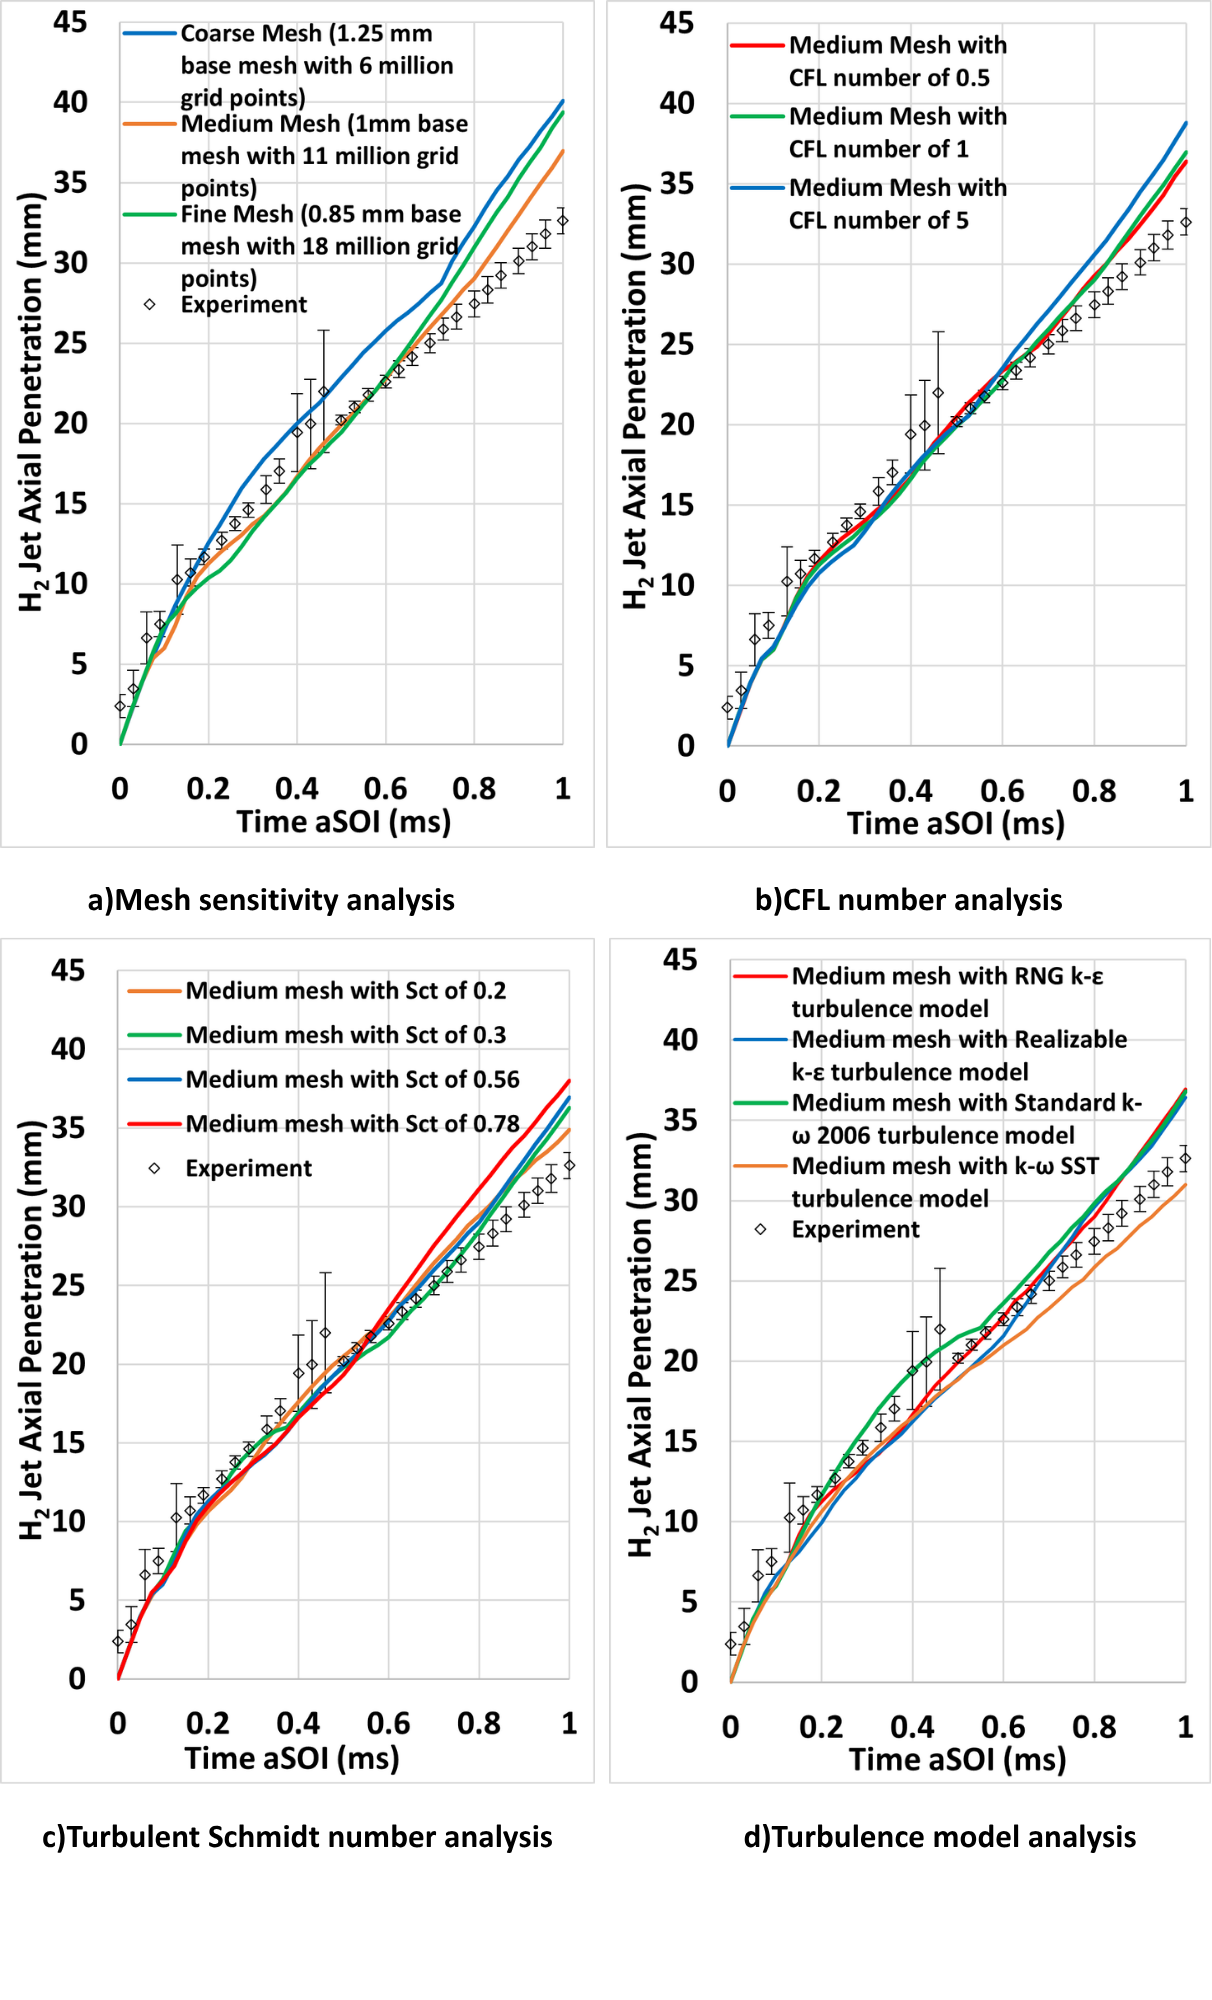 45
40
35
30
25
20
15
10
5
0
H2 Jet Axial Penetration (mm)
Coarse Mesh (1.25 mm
base mesh with 6 million
grid points)
Medium Mesh (1mm base
mesh with 11 million grid
points)
Fine Mesh (0.85 mm base
mesh with 18 million grid
points)
Experiment
0 0.2 0.4 0.6 0.8 1
Time aSOI (ms)
a)Mesh sensitivity analysis
45
40
35
30
25
20
15
10
5
0
H2 Jet Axial Penetration (mm)
Medium Mesh with
CFL number of 0.5
Medium Mesh with
CFL number of 1
Medium Mesh with
CFL number of 5
0 0.2 0.4 0.6 0.8 1
Time aSOI (ms)
b)CFL number analysis
45
40
35
30
25
20
15
10
5
0
H2 Jet Axial Penetration (mm)
Medium mesh with Sct of 0.2
Medium mesh with Sct of 0.3
Medium mesh with Sct of 0.56
Medium mesh with Sct of 0.78
Experiment
0 0.2 0.4 0.6 0.8 1
Time aSOI (ms)
c)Turbulent Schmidt number analysis
45
40
35
30
25
20
15
10
5
0
H2 Jet Axial Penetration (mm)
Medium mesh with RNG k-ε
turbulence model
Medium mesh with Realizable
k-ε turbulence model
Medium mesh with Standard k-
ω 2006 turbulence model
Medium mesh with k-ω SST
turbulence model
Experiment
0 0.2 0.4 0.6 0.8 1
Time aSOI (ms)
d)Turbulence model analysis